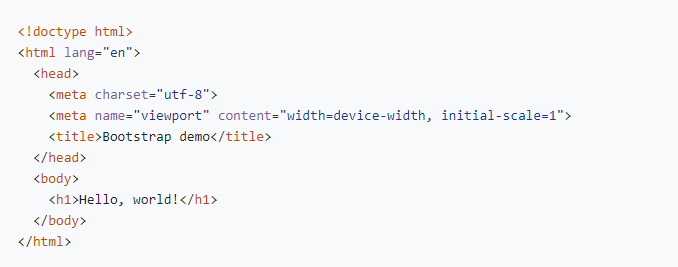 <!doctype html>
<html lang="en">
  <head>
    <meta charset="utf-8">
    <meta name="viewport" content="width=device-width, initial-scale=1">
    <title>Bootstrap demo</title>
  </head>
  <body>
    <h1>Hello, world!</h1>
  </body>
</html>